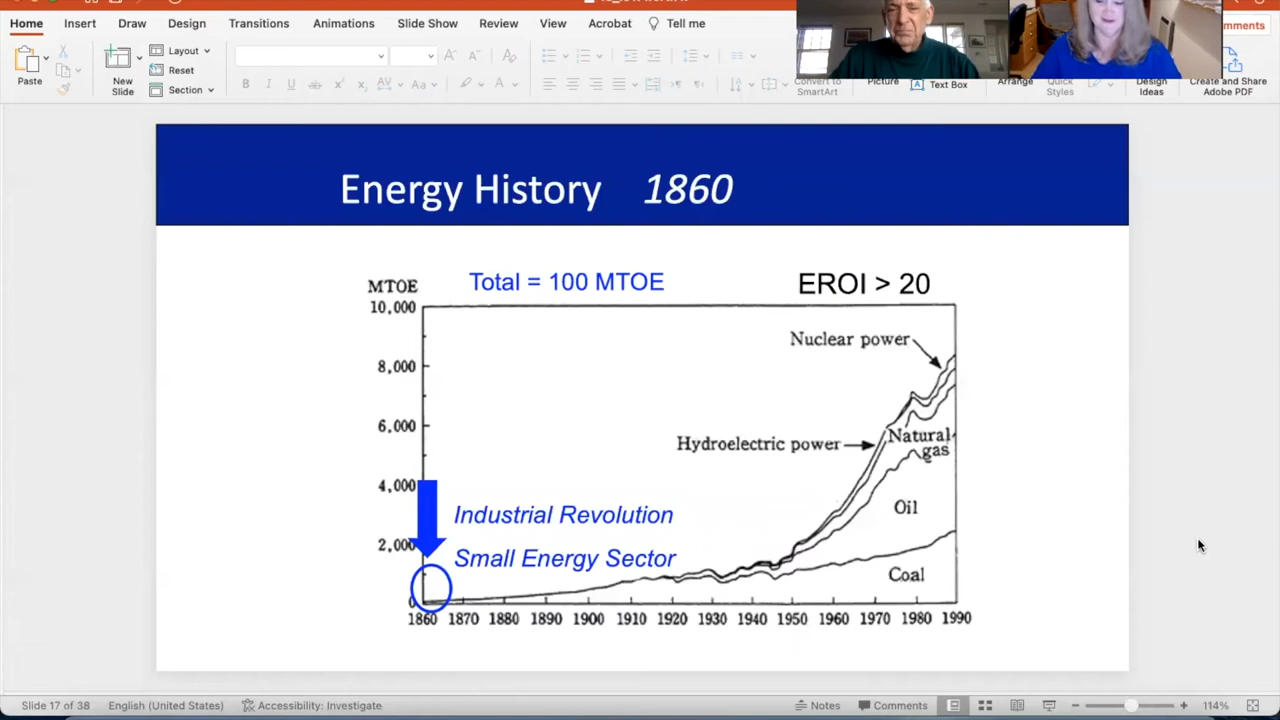 Home Insert Draw Design Transitions Animations Slide Show Review View Acrobat Tell me
Paste
New
Slide
Layout
Reset
Section
Convert to
SmartArt
Picture
Text Box
Arrange
Quick
Styles
Design
Ideas
Create and Share
Adobe PDF
Energy History 1860
Total = 100 MTOE
EROI > 20
MTOE
10,000
8,000
6,000
4,000
2,000
0
Nuclear power
Hydroelectric power
Natural
gas
Oil
Coal
Industrial Revolution
Small Energy Sector
1860 1870 1880 1890 1900 1910 1920 1930 1940 1950 1960 1970 1980 1990
Slide 17 of 38 English (United States) Accessibility: Investigate Notes Comments 114%